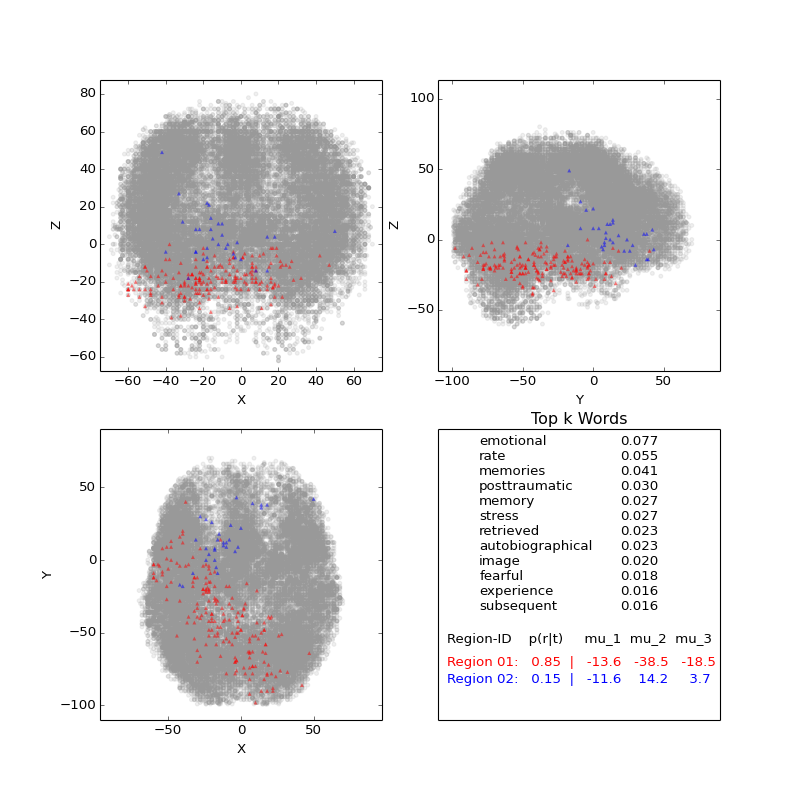 80
60
40
20
0
−20
−40
−60
Z
−60 −40 −20 0 20 40 60
X
100
50
0
−50
Z
−100 −50 0 50
Y
50
0
−50
−100
Y
−50 0 50
X
Top k Words
emotional 0.077
rate 0.055
memories 0.041
posttraumatic 0.030
memory 0.027
stress 0.027
retrieved 0.023
autobiographical 0.023
image 0.020
fearful 0.018
experience 0.016
subsequent 0.016
Region-ID p(r|t) mu_1 mu_2 mu_3
Region 01: 0.85 | -13.6 -38.5 -18.5
Region 02: 0.15 | -11.6 14.2 3.7